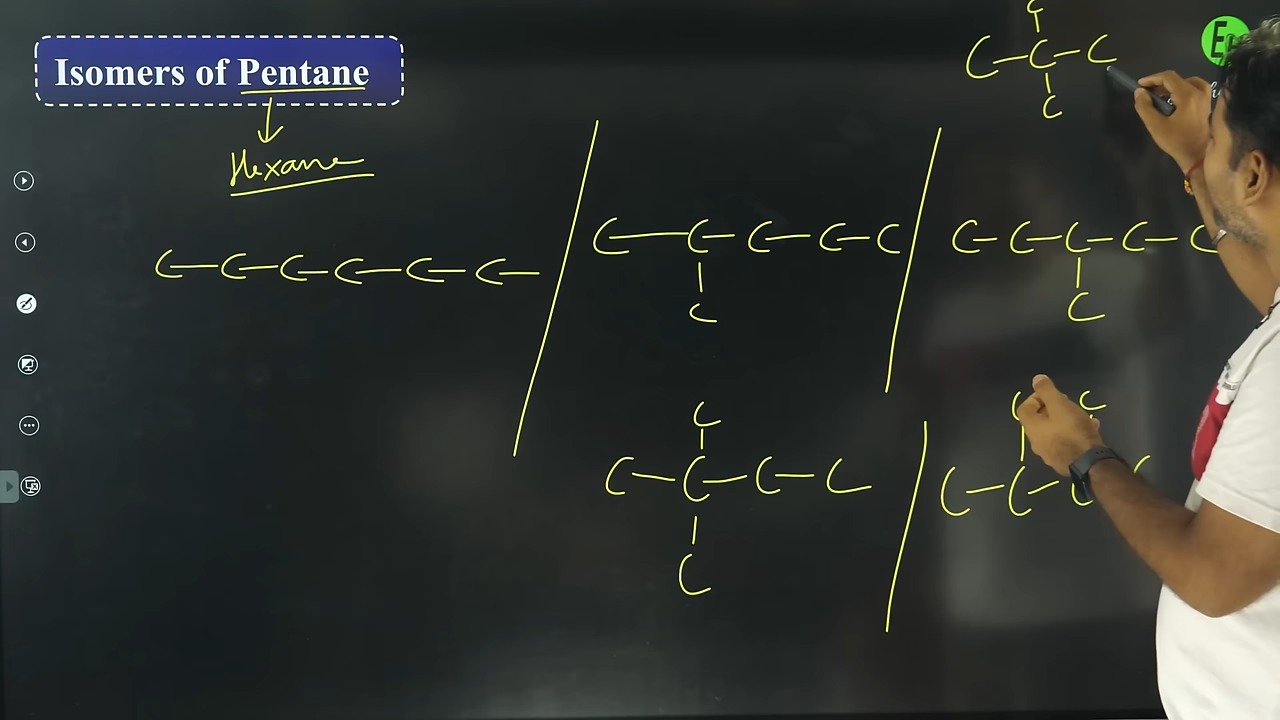 Isomers of Pentane
Hexane
C
C—C—C
C
C—C—C—C—C—C—
C—C—C—C—C
C
C—C—C—C—C
C
C
C—C—C—C
C
C C
C—C—C—C